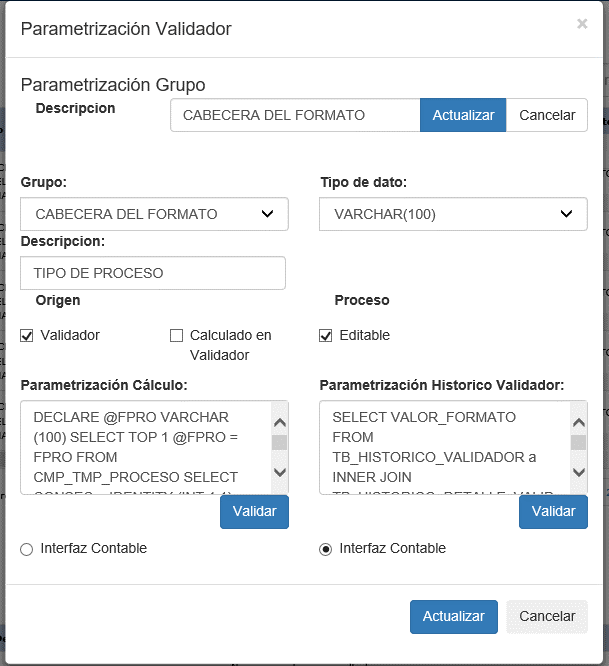 Parametrización Validador
×
Parametrización Grupo
Descripcion
CABECERA DEL FORMATO
Actualizar
Cancelar
Grupo:
Tipo de dato:
CABECERA DEL FORMATO
VARCHAR(100)
Descripcion:
TIPO DE PROCESO
Origen
Proceso
Validador
Calculado en
Validador
Editable
Parametrización Cálculo:
Parametrización Historico Validador:
DECLARE @FPRO VARCHAR
(100) SELECT TOP 1 @FPRO =
FPRO FROM
CMP_TMP_PROCESO SELECT
SELECT VALOR_FORMATO
FROM
TB_HISTORICO_VALIDADOR a
INNER JOIN
Validar
Validar
Interfaz Contable
Interfaz Contable
Actualizar
Cancelar